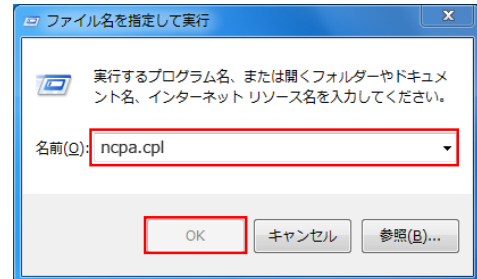 ファイル名を指定して実行
実行するプログラム名、または開くフォルダーやドキュメ
ント名、インターネット リソース名を入力してください。
名前(O): ncpa.cpl
OK キャンセル 参照(B)...